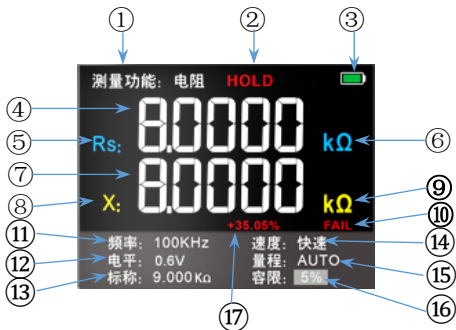 ① ② ③
测量功能：电阻 HOLD
④ 8.0000
⑤ Rs: kΩ ⑥
⑦ 8.0000
⑧ X: kΩ ⑨
+35.05% FAIL ⑩
⑪ 频率： 100KHz 速度： 快速 ⑭
⑫ 电平： 0.6V 量程： AUTO ⑮
⑬ 标称： 9.000KΩ 容限： 5% ⑯
⑰